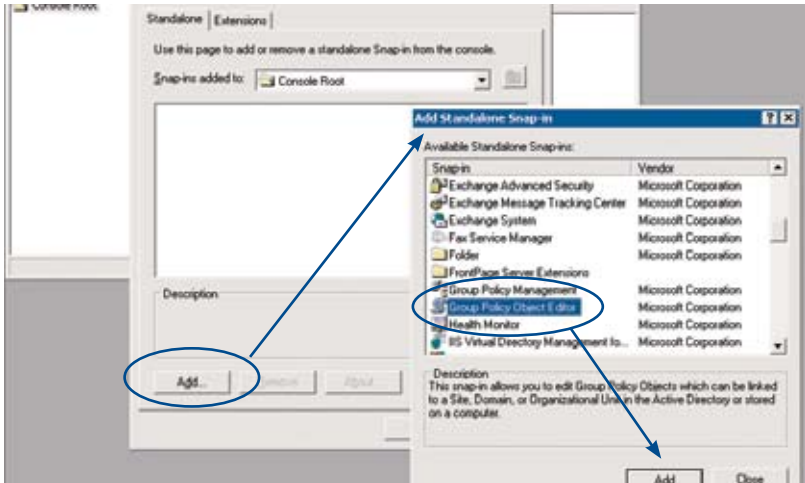 Console Root
Standalone
Extensions
Use this page to add or remove a standalone Snap-in from the console.
Snap-ins added to:
Console Root
Description
Add...
Remove
About
Add Standalone Snap-in
Available Standalone Snap-ins:
Snap-in Vendor
Exchange Advanced Security Microsoft Corporation
Exchange Message Tracking Center Microsoft Corporation
Exchange System Microsoft Corporation
Fax Service Manager Microsoft Corporation
Folder Microsoft Corporation
FrontPage Server Extensions
Group Policy Management Microsoft Corporation
Group Policy Object Editor Microsoft Corporation
Health Monitor Microsoft Corporation
IIS Virtual Directory Management fo... Microsoft Corporation
Description
This snap-in allows you to edit Group Policy Objects which can be linked
to a Site, Domain, or Organizational Unit in the Active Directory or stored
on a computer.
Add
Close